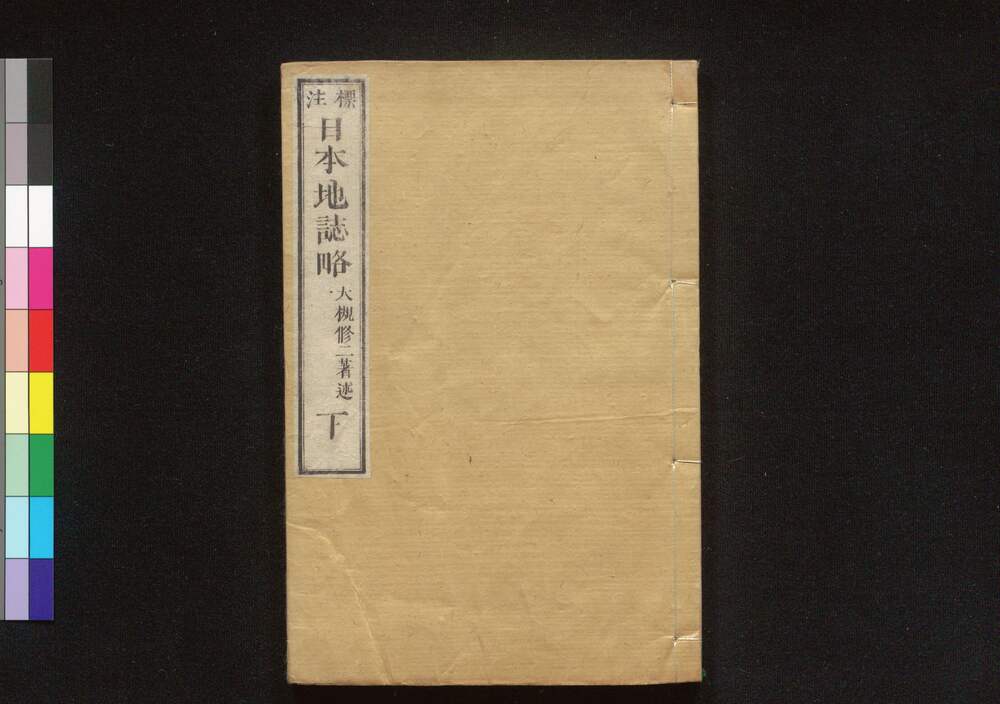 標注
日本地誌略
大槻修二著述
下